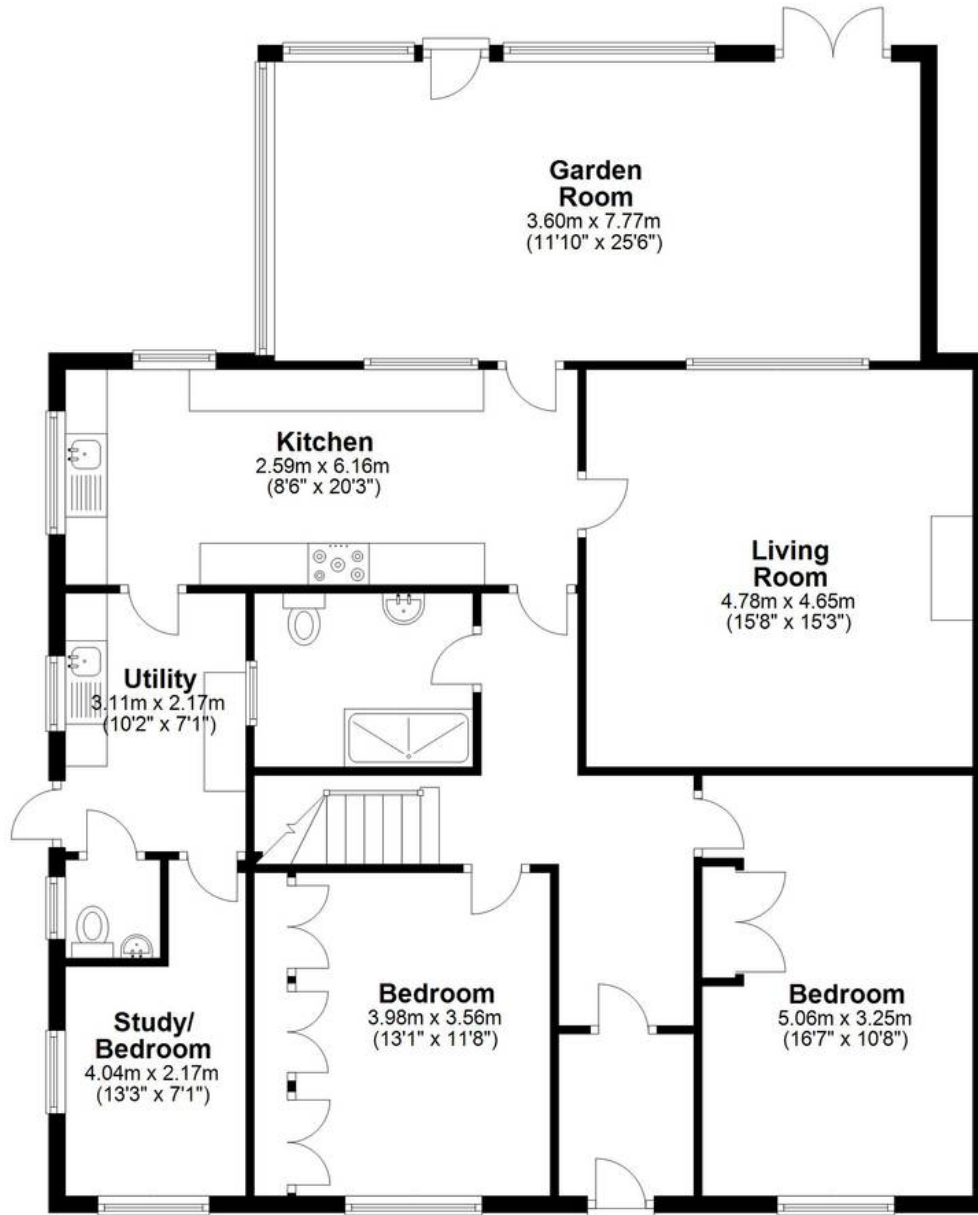 Garden
Room
3.60m x 7.77m
(11'10" x 25'6")
Kitchen
2.59m x 6.16m
(8'6" x 20'3")
Living
Room
4.78m x 4.65m
(15'8" x 15'3")
Utility
3.11m x 2.17m
(10'2" x 7'1")
Study/
Bedroom
4.04m x 2.17m
(13'3" x 7'1")
Bedroom
3.98m x 3.56m
(13'1" x 11'8")
Bedroom
5.06m x 3.25m
(16'7" x 10'8")